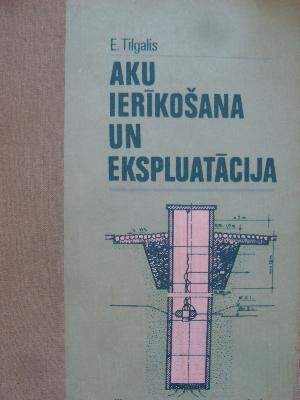 E. Tilgalis
AKU
IERĪKOŠANA
UN
EKSPLUATĀCIJA